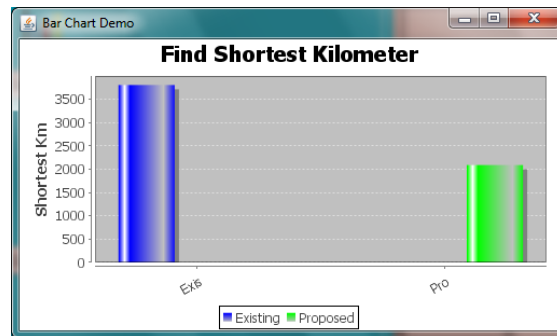 Bar Chart Demo
Find Shortest Kilometer
Shortest Km
3500
3000
2500
2000
1500
1000
500
0
Exis
Pro
Existing Proposed